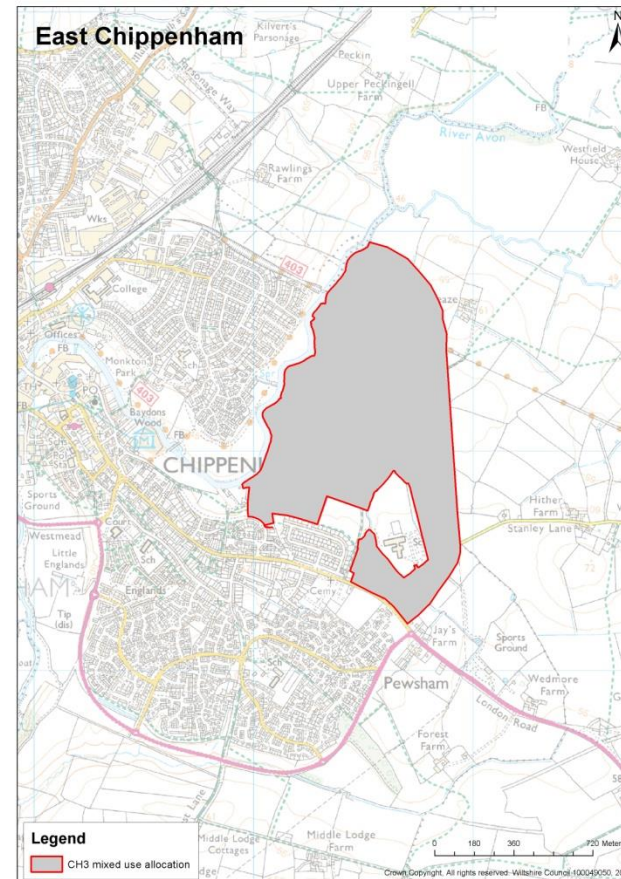 East Chippenham
N
Kilvert's
Parsonage
Peckin
Parsonage Way
Upper Peckingell
Farm
FB
River Avon
Westfield
House
Rawlings
Farm
Wks
403
College
Offices
FB
Monkton
Park
Sch
403
PO
TH
Baydons
Wood
FB
CHIPPEN
Sports
Ground
Hither
Farm
Stanley Lane
Westmead
Court
Little
Englands
Sch
Englands
Cemy
Tip
(dis)
Jay's
Farm
Sports
Ground
Sch
Pewsham
Wedmore
Farm
London Road
Forest
Farm
Legend
CH3 mixed use allocation
Middle Lodge
Cottages
Middle Lodge
Farm
0 180 360 720 Meter
Crown Copyright. All rights reserved. Wiltshire Council 100049050, 20